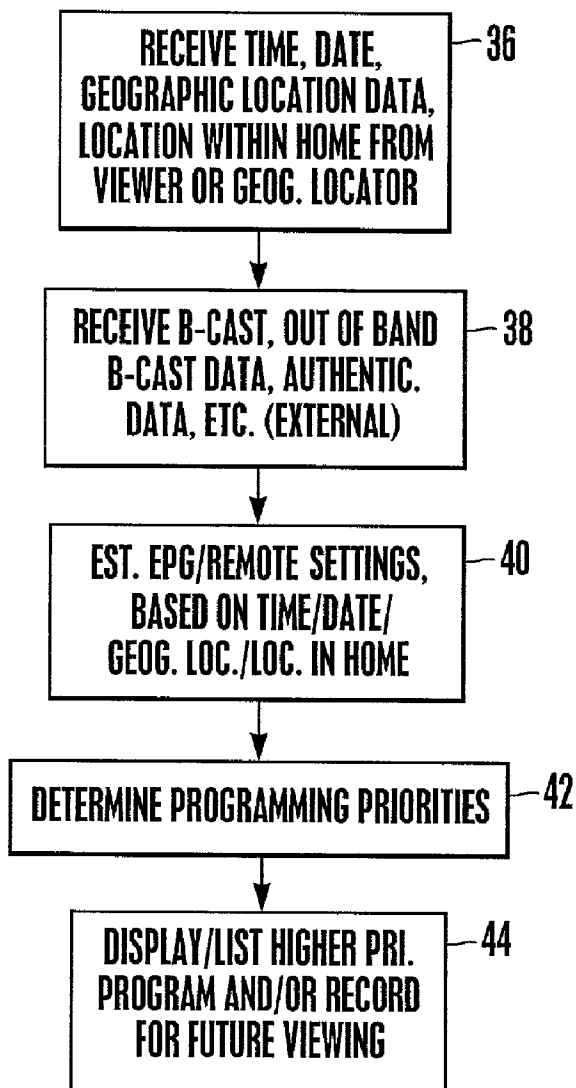 RECEIVE TIME, DATE,
GEOGRAPHIC LOCATION DATA,
LOCATION WITHIN HOME FROM
VIEWER OR GEOG. LOCATOR
36
RECEIVE B-CAST, OUT OF BAND
B-CAST DATA, AUTHENTIC.
DATA, ETC. (EXTERNAL)
38
EST. EPG/REMOTE SETTINGS,
BASED ON TIME/DATE/
GEOG. LOC./LOC. IN HOME
40
DETERMINE PROGRAMMING PRIORITIES
42
DISPLAY/LIST HIGHER PRI.
PROGRAM AND/OR RECORD
FOR FUTURE VIEWING
44